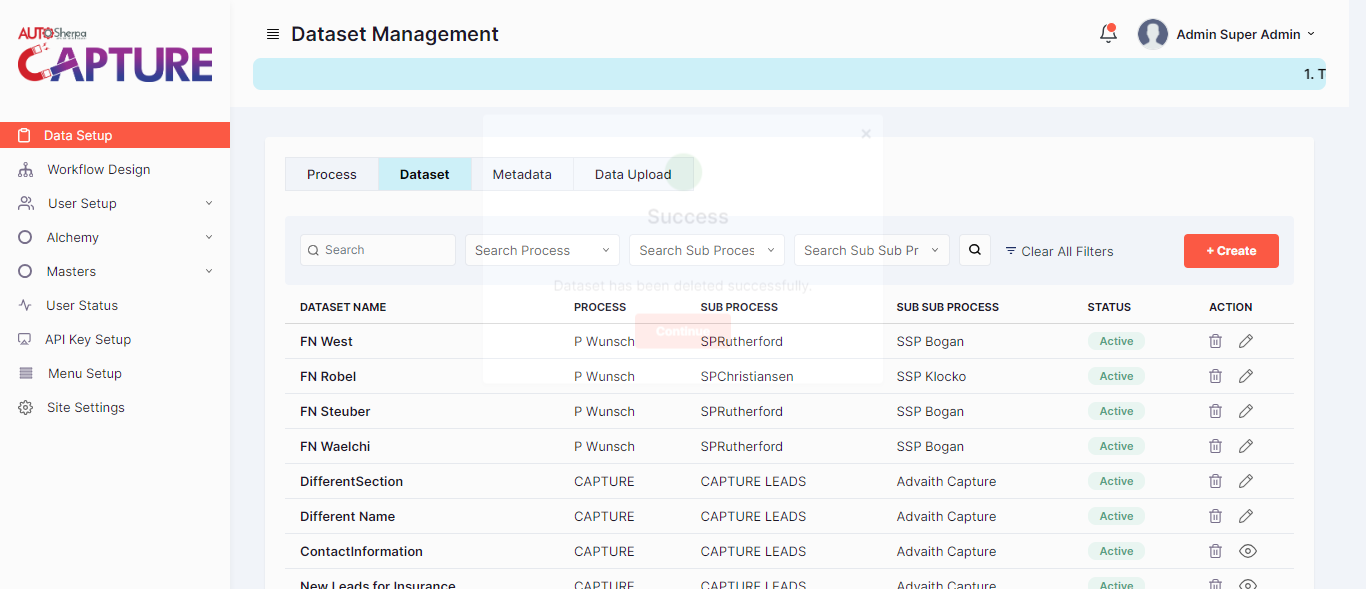 AUTOSherpa
CAPTURE
Dataset Management
Admin Super Admin
1. T
Data Setup
Workflow Design
User Setup
Alchemy
Masters
User Status
API Key Setup
Menu Setup
Site Settings
×
Process Dataset Metadata Data Upload
Success
Search Search Process Search Sub Proces Search Sub Sub Pr Clear All Filters + Create
Dataset has been deleted successfully.
Continue
DATASET NAME PROCESS SUB PROCESS SUB SUB PROCESS STATUS ACTION
FN West P Wunsch SPRutherford SSP Bogan Active
FN Robel P Wunsch SPChristiansen SSP Klocko Active
FN Steuber P Wunsch SPRutherford SSP Bogan Active
FN Waelchi P Wunsch SPRutherford SSP Bogan Active
DifferentSection CAPTURE CAPTURE LEADS Advaith Capture Active
Different Name CAPTURE CAPTURE LEADS Advaith Capture Active
ContactInformation CAPTURE CAPTURE LEADS Advaith Capture Active
New Leads for Insurance CAPTURE CAPTURE LEADS Advaith Capture Active